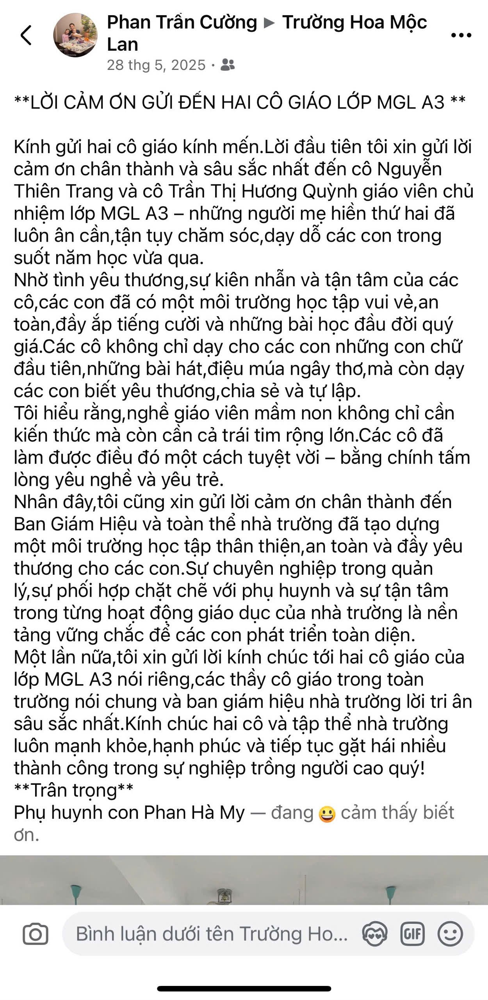 Phan Trần Cường ▶ Trường Hoa Mộc
Lan
28 thg 5, 2025 ·
**LỜI CẢM ƠN GỬI ĐẾN HAI CÔ GIÁO LỚP MGL A3 **
Kính gửi hai cô giáo kính mến.Lời đầu tiên tôi xin gửi lời
cảm ơn chân thành và sâu sắc nhất đến cô Nguyễn
Thiên Trang và cô Trần Thị Hương Quỳnh giáo viên chủ
nhiệm lớp MGL A3 – những người mẹ hiền thứ hai đã
luôn ân cần,tận tụy chăm sóc,dạy dỗ các con trong
suốt năm học vừa qua.
Nhờ tình yêu thương,sự kiên nhẫn và tận tâm của các
cô,các con đã có một môi trường học tập vui vẻ,an
toàn,đầy ắp tiếng cười và những bài học đầu đời quý
giá.Các cô không chỉ dạy cho các con những con chữ
đầu tiên,những bài hát,điệu múa ngây thơ,mà còn dạy
các con biết yêu thương,chia sẻ và tự lập.
Tôi hiểu rằng,nghề giáo viên mầm non không chỉ cần
kiến thức mà còn cần cả trái tim rộng lớn.Các cô đã
làm được điều đó một cách tuyệt vời – bằng chính tấm
lòng yêu nghề và yêu trẻ.
Nhân đây,tôi cũng xin gửi lời cảm ơn chân thành đến
Ban Giám Hiệu và toàn thể nhà trường đã tạo dựng
một môi trường học tập thân thiện,an toàn và đầy yêu
thương cho các con.Sự chuyên nghiệp trong quản
lý,sự phối hợp chặt chẽ với phụ huynh và sự tận tâm
trong từng hoạt động giáo dục của nhà trường là nền
tảng vững chắc để các con phát triển toàn diện.
Một lần nữa,tôi xin gửi lời kính chúc tới hai cô giáo của
lớp MGL A3 nói riêng,các thầy cô giáo trong toàn
trường nói chung và ban giám hiệu nhà trường lời tri ân
sâu sắc nhất.Kính chúc hai cô và tập thể nhà trường
luôn mạnh khỏe,hạnh phúc và tiếp tục gặt hái nhiều
thành công trong sự nghiệp trồng người cao quý!
**Trân trọng**
Phụ huynh con Phan Hà My — đang 😃 cảm thấy biết
ơn.
Bình luận dưới tên Trường Ho...
GIF